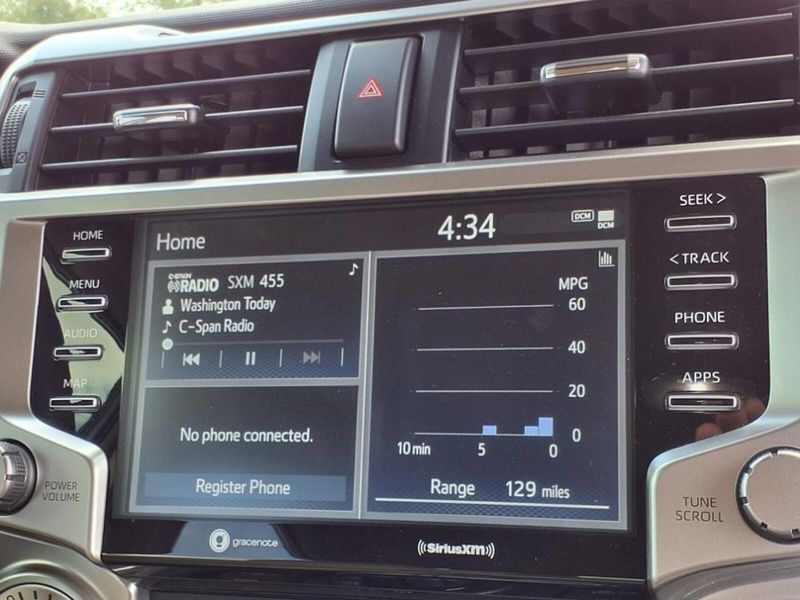 HOME
MENU
AUDIO
MAP
POWER
VOLUME
Home
4:34
DCM
DCM
C-SPAN
RADIO SXM 455
Washington Today
C-Span Radio
No phone connected.
Register Phone
MPG
60
40
20
0
10 min 5 0
Range 129 miles
gracenote
SiriusXM
SEEK >
< TRACK
PHONE
APPS
TUNE
SCROLL